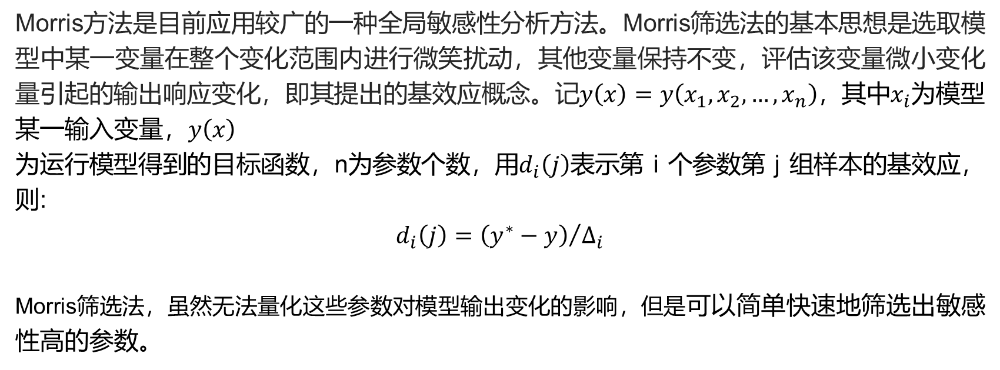 Morris方法是目前应用较广的一种全局敏感性分析方法。Morris筛选法的基本思想是选取模
型中某一变量在整个变化范围内进行微笑扰动，其他变量保持不变，评估该变量微小变化
量引起的输出响应变化，即其提出的基效应概念。记y(x) = y(x₁, x₂, … , xₙ)，其中xᵢ为模型
某一输入变量，y(x)
为运行模型得到的目标函数，n为参数个数，用dᵢ(j)表示第 i 个参数第 j 组样本的基效应，
则:
dᵢ(j) = (y* − y)/Δᵢ
Morris筛选法，虽然无法量化这些参数对模型输出变化的影响，但是可以简单快速地筛选出敏感
性高的参数。